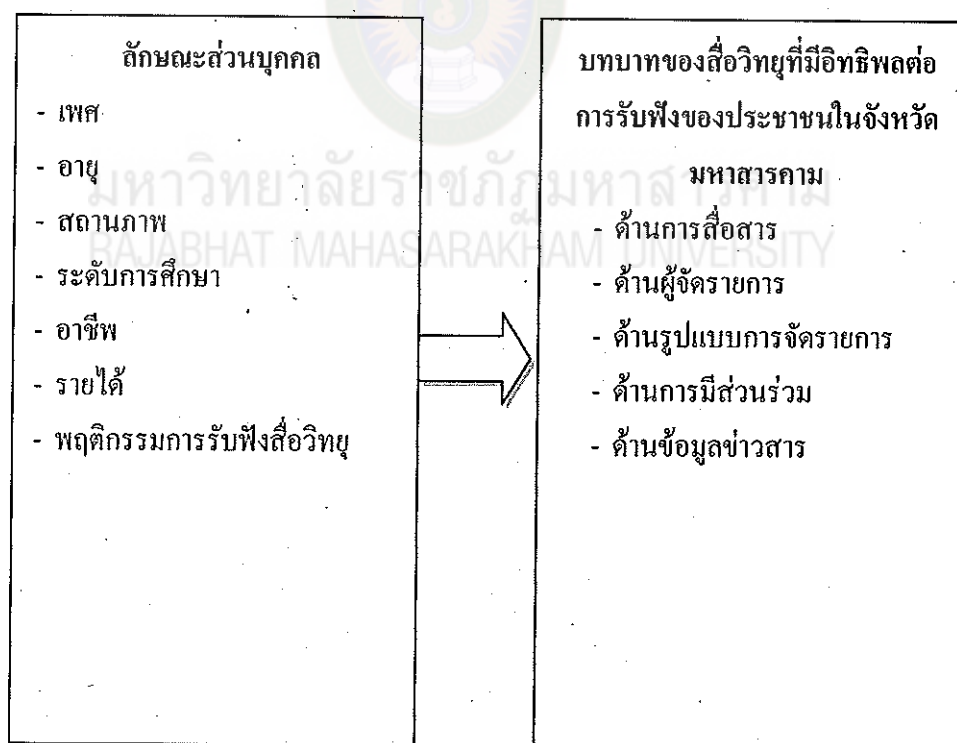 ลักษณะส่วนบุคคล
- เพศ
- อายุ
- สถานภาพ
- ระดับการศึกษา
- อาชีพ
- รายได้
- พฤติกรรมการรับฟังสื่อวิทยุ
บทบาทของสื่อวิทยุที่มีอิทธิพลต่อ
การรับฟังของประชาชนในจังหวัด
มหาสารคาม
- ด้านการสื่อสาร
- ด้านผู้จัดรายการ
- ด้านรูปแบบการจัดรายการ
- ด้านการมีส่วนร่วม
- ด้านข้อมูลข่าวสาร
มหาวิทยาลัยราชภัฏมหาสารคาม
RAJABHAT MAHASARAKHAM UNIVERSITY